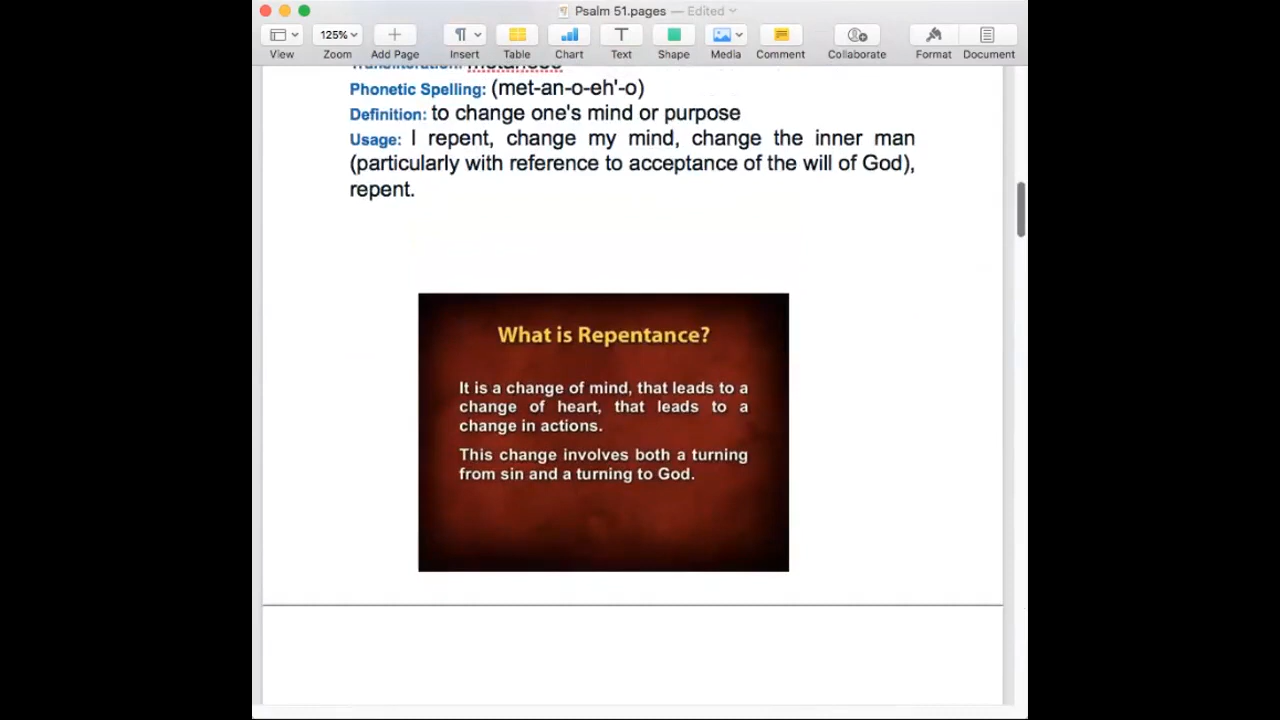 Psalm 51.pages — Edited
125%
View Zoom Add Page Insert Table Chart Text Shape Media Comment Collaborate Format Document
Phonetic Spelling: (met-an-o-eh'-o)
Definition: to change one's mind or purpose
Usage: I repent, change my mind, change the inner man
(particularly with reference to acceptance of the will of God),
repent.
What is Repentance?
It is a change of mind, that leads to a
change of heart, that leads to a
change in actions.
This change involves both a turning
from sin and a turning to God.